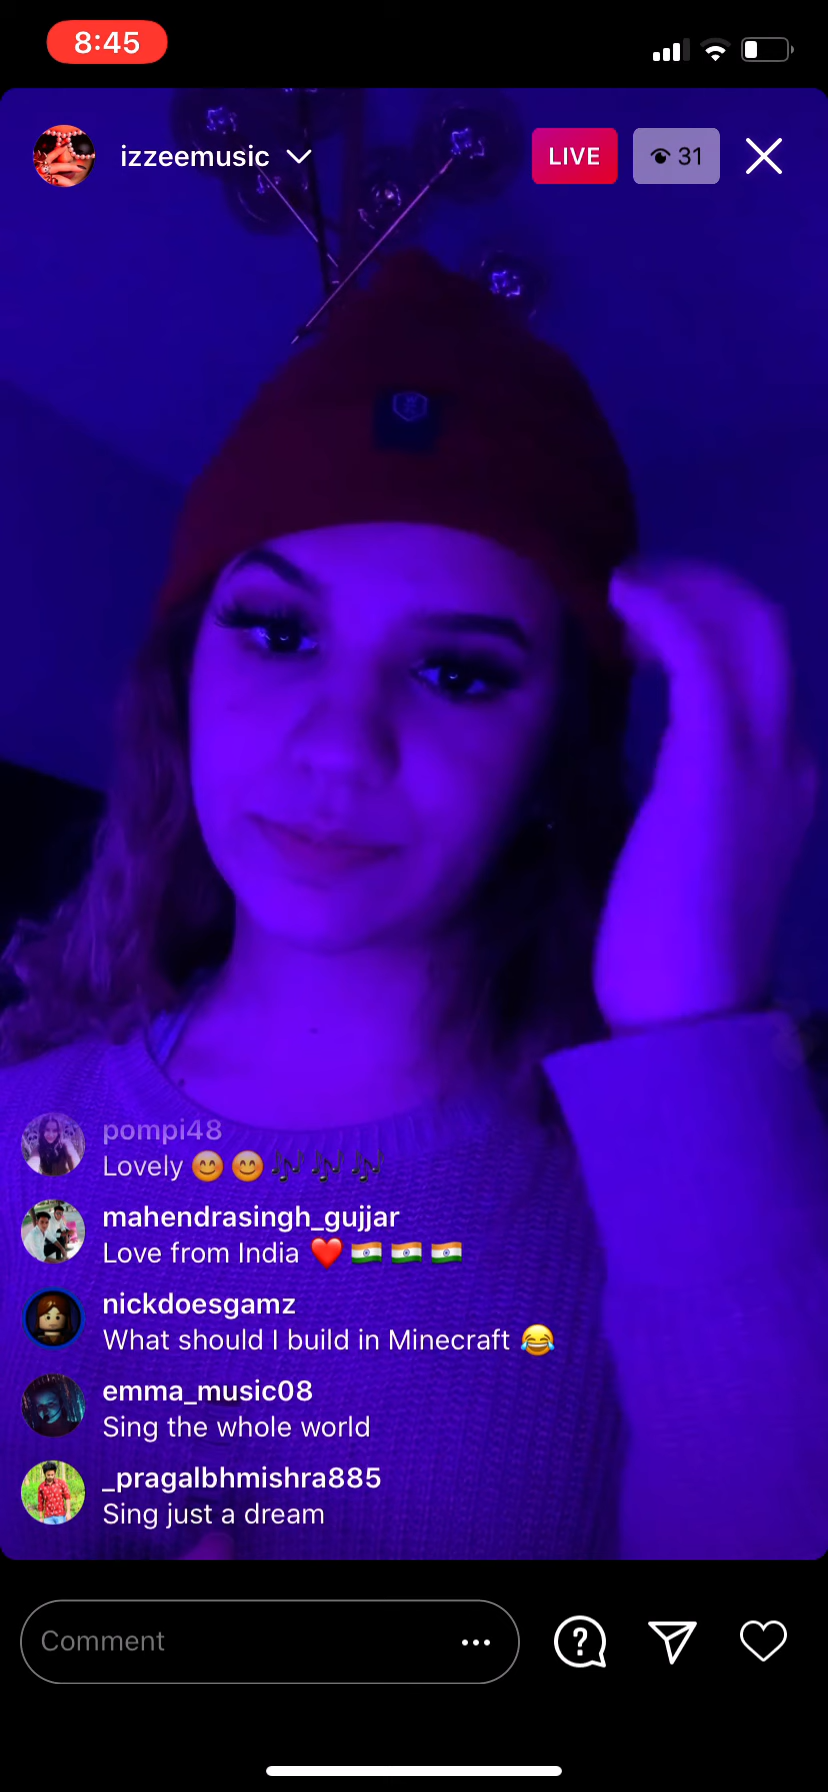 8:45
izzeemusic
LIVE
31
pompi48
Lovely 😊😊🎶🎶🎶
mahendrasingh_gujjar
Love from India ❤️🇮🇳🇮🇳🇮🇳
nickdoesgamz
What should I build in Minecraft 😂
emma_music08
Sing the whole world
_pragalbhmishra885
Sing just a dream
Comment